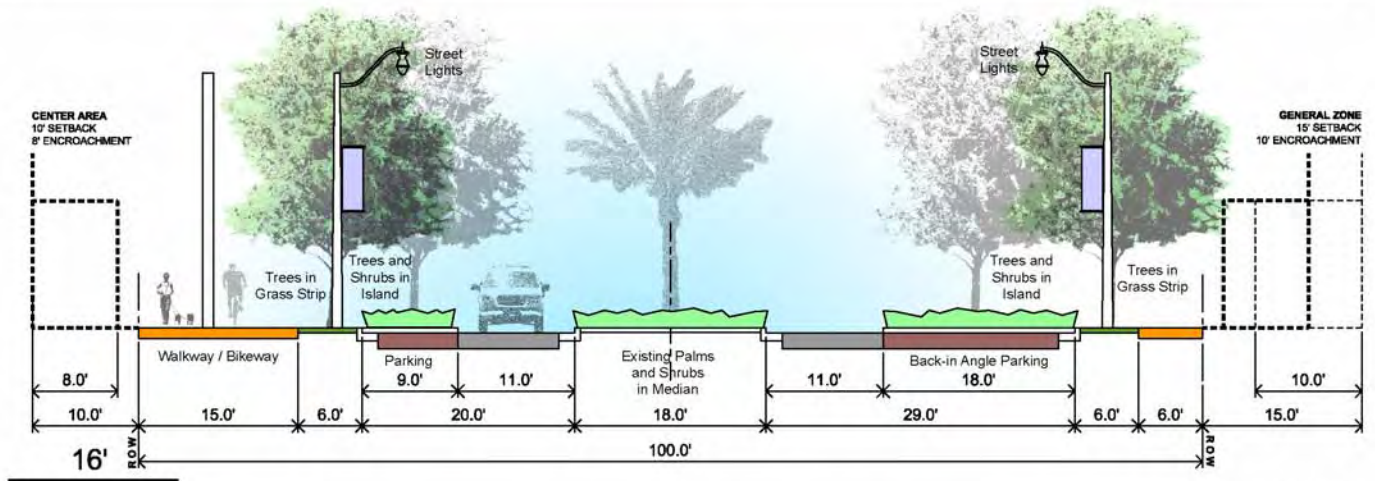 Street
Lights
Street
Lights
CENTER AREA
10' SETBACK
8' ENCROACHMENT
GENERAL ZONE
15' SETBACK
10' ENCROACHMENT
Trees in
Grass Strip
Trees and
Shrubs in
Island
Trees and
Shrubs in
Island
Trees in
Grass Strip
Walkway / Bikeway
Parking
Existing Palms
and Shrubs
in Median
Back-in Angle Parking
8.0'
9.0'
11.0'
11.0'
18.0'
10.0'
10.0'
15.0'
6.0'
20.0'
18.0'
29.0'
6.0'
6.0'
15.0'
16'
ROW
100.0'
ROW